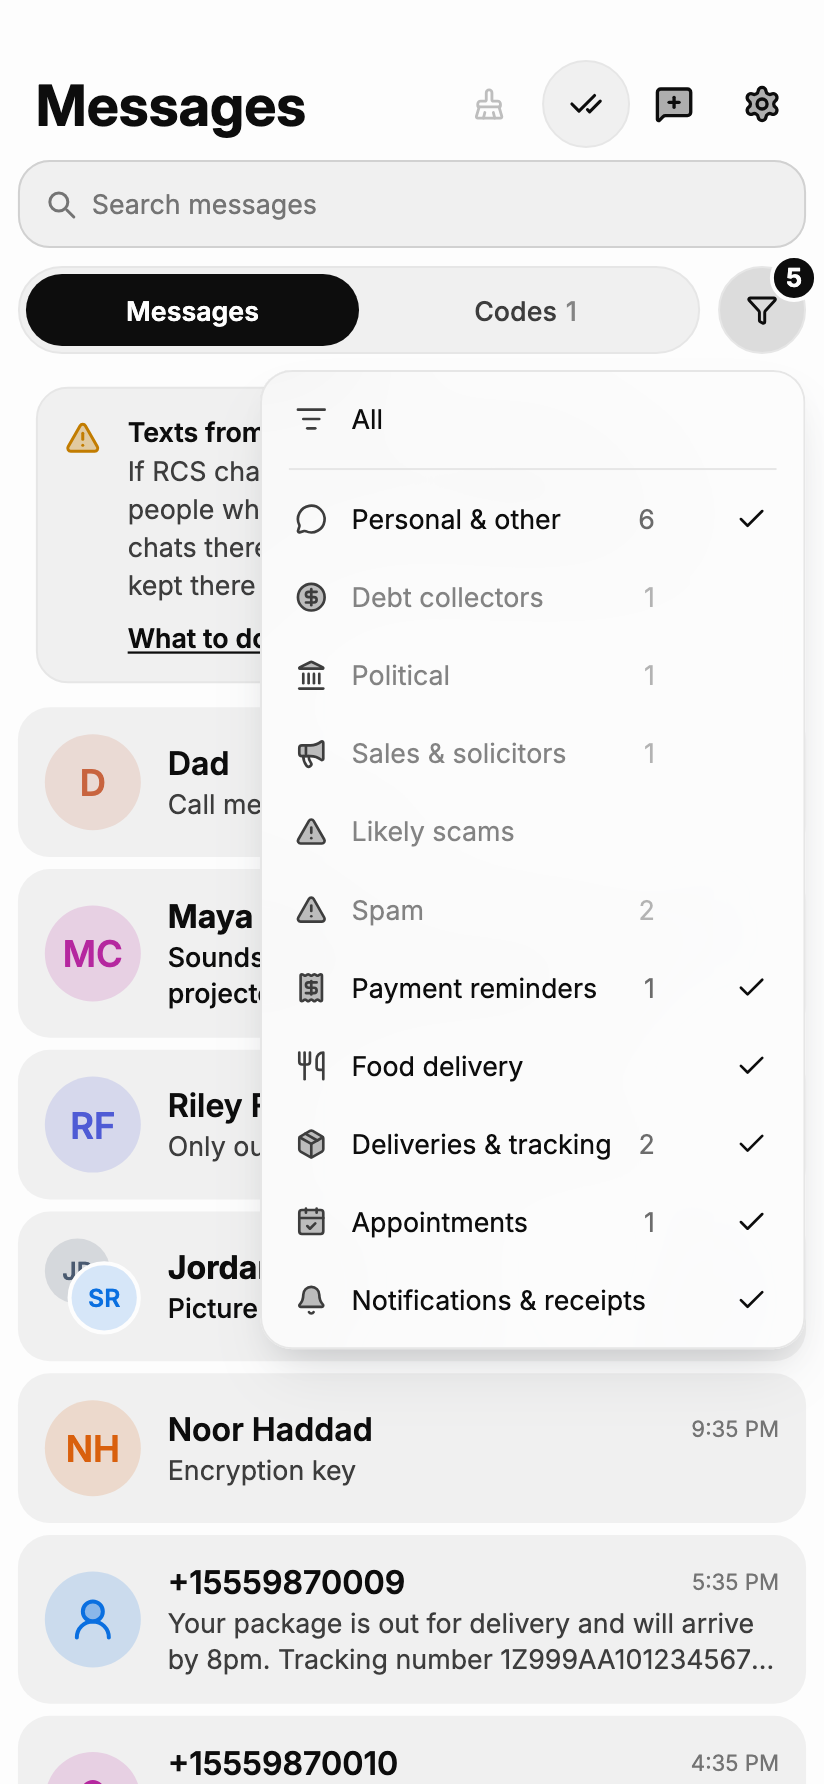 Messages
Search messages
Messages
Codes 1
5
All
Texts from
If RCS cha
people wh
chats there
kept there
What to do
Personal & other 6
Debt collectors 1
Political 1
Sales & solicitors 1
Likely scams
Spam 2
Payment reminders 1
Food delivery
Deliveries & tracking 2
Appointments 1
Notifications & receipts
D
Dad
Call me
MC
Maya
Sounds
RF
Riley
Only ou
SR
Jordan
Picture
NH
Noor Haddad
9:35 PM
Encryption key
+15559870009
5:35 PM
Your package is out for delivery and will arrive
by 8pm. Tracking number 1Z999AA101234567...
+15559870010
4:35 PM